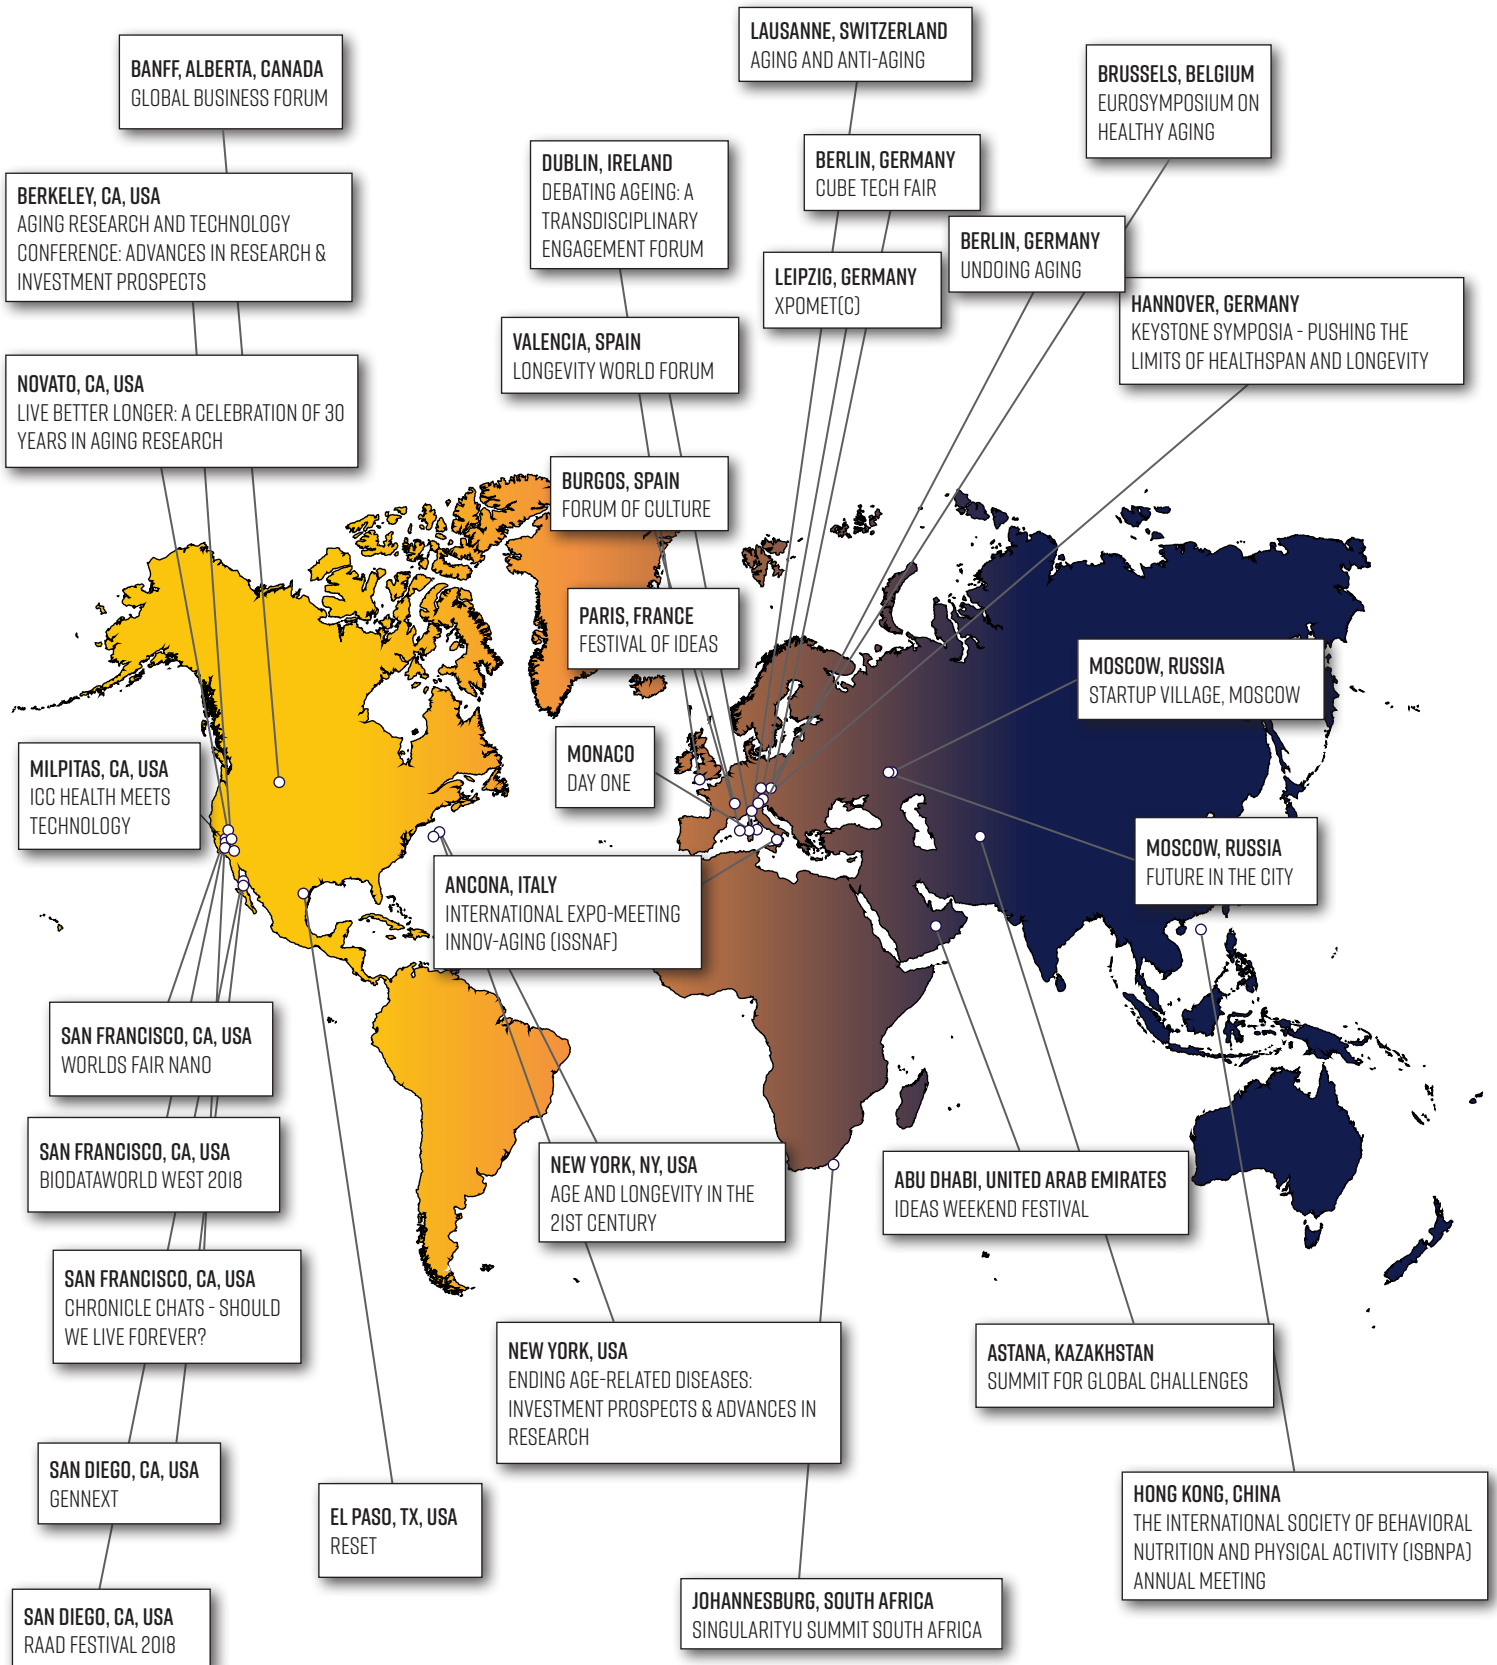 LAUSANNE, SWITZERLAND
AGING AND ANTI-AGING
BANFF, ALBERTA, CANADA
GLOBAL BUSINESS FORUM
BRUSSELS, BELGIUM
EUROSYMPOSIUM ON
HEALTHY AGING
DUBLIN, IRELAND
DEBATING AGEING: A
TRANSDISCIPLINARY
ENGAGEMENT FORUM
BERLIN, GERMANY
CUBE TECH FAIR
BERKELEY, CA, USA
AGING RESEARCH AND TECHNOLOGY
CONFERENCE: ADVANCES IN RESEARCH &
INVESTMENT PROSPECTS
BERLIN, GERMANY
UNDOING AGING
LEIPZIG, GERMANY
XPOMET(C)
HANNOVER, GERMANY
KEYSTONE SYMPOSIA - PUSHING THE
LIMITS OF HEALTHSPAN AND LONGEVITY
VALENCIA, SPAIN
LONGEVITY WORLD FORUM
NOVATO, CA, USA
LIVE BETTER LONGER: A CELEBRATION OF 30
YEARS IN AGING RESEARCH
BURGOS, SPAIN
FORUM OF CULTURE
PARIS, FRANCE
FESTIVAL OF IDEAS
MOSCOW, RUSSIA
STARTUP VILLAGE, MOSCOW
MONACO
DAY ONE
MILPITAS, CA, USA
ICC HEALTH MEETS
TECHNOLOGY
MOSCOW, RUSSIA
FUTURE IN THE CITY
ANCONA, ITALY
INTERNATIONAL EXPO-MEETING
INNOV-AGING (ISSNAF)
SAN FRANCISCO, CA, USA
WORLDS FAIR NANO
SAN FRANCISCO, CA, USA
BIODATAWORLD WEST 2018
NEW YORK, NY, USA
AGE AND LONGEVITY IN THE
21ST CENTURY
ABU DHABI, UNITED ARAB EMIRATES
IDEAS WEEKEND FESTIVAL
SAN FRANCISCO, CA, USA
CHRONICLE CHATS - SHOULD
WE LIVE FOREVER?
NEW YORK, USA
ENDING AGE-RELATED DISEASES:
INVESTMENT PROSPECTS & ADVANCES IN
RESEARCH
ASTANA, KAZAKHSTAN
SUMMIT FOR GLOBAL CHALLENGES
SAN DIEGO, CA, USA
GENNEXT
EL PASO, TX, USA
RESET
HONG KONG, CHINA
THE INTERNATIONAL SOCIETY OF BEHAVIORAL
NUTRITION AND PHYSICAL ACTIVITY (ISBNPA)
ANNUAL MEETING
JOHANNESBURG, SOUTH AFRICA
SINGULARITYU SUMMIT SOUTH AFRICA
SAN DIEGO, CA, USA
RAAD FESTIVAL 2018